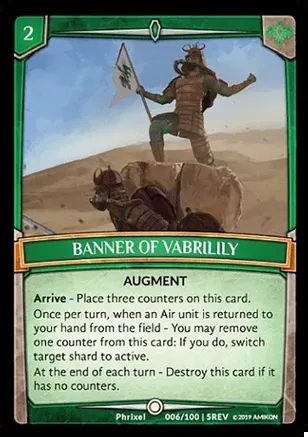 2
BANNER OF VABRILILY
AUGMENT
Arrive - Place three counters on this card.
Once per turn, when an Air unit is returned
to your hand from the field - You may remove
one counter from this card: If you do, switch
target shard to active.
At the end of each turn - Destroy this card if
it has no counters.
Phrixel 006/100 | 5REV ©2019 AMIKON